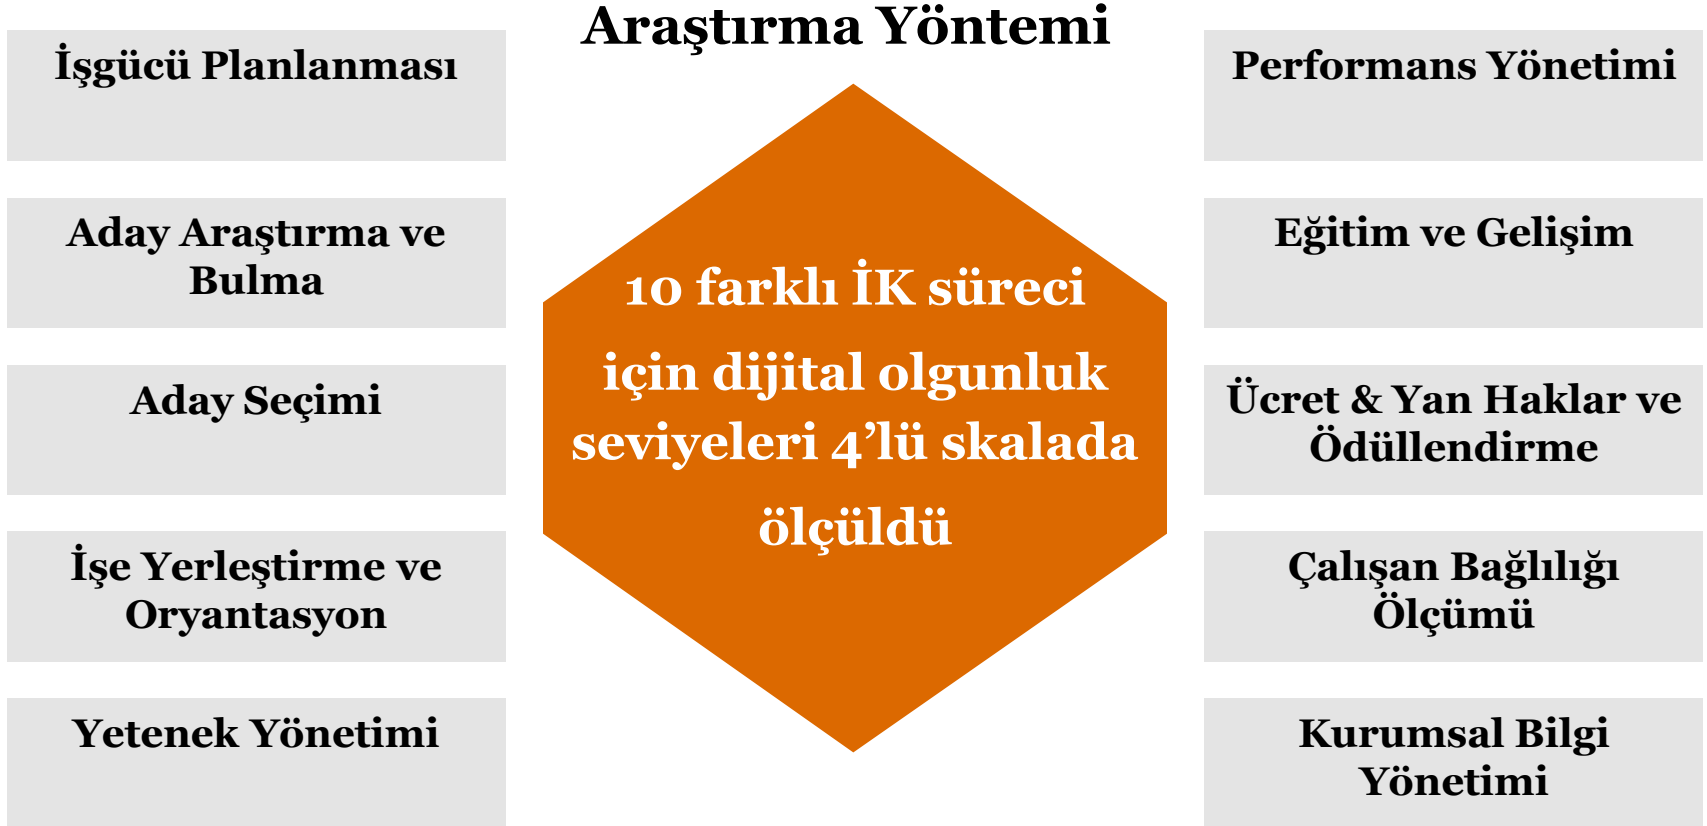 Araştırma Yöntemi
İşgücü Planlanması
Aday Araştırma ve
Bulma
Aday Seçimi
İşe Yerleştirme ve
Oryantasyon
Yetenek Yönetimi
10 farklı İK süreci
için dijital olgunluk
seviyeleri 4’lü skalada
ölçüldü
Performans Yönetimi
Eğitim ve Gelişim
Ücret & Yan Haklar ve
Ödüllendirme
Çalışan Bağlılığı
Ölçümü
Kurumsal Bilgi
Yönetimi